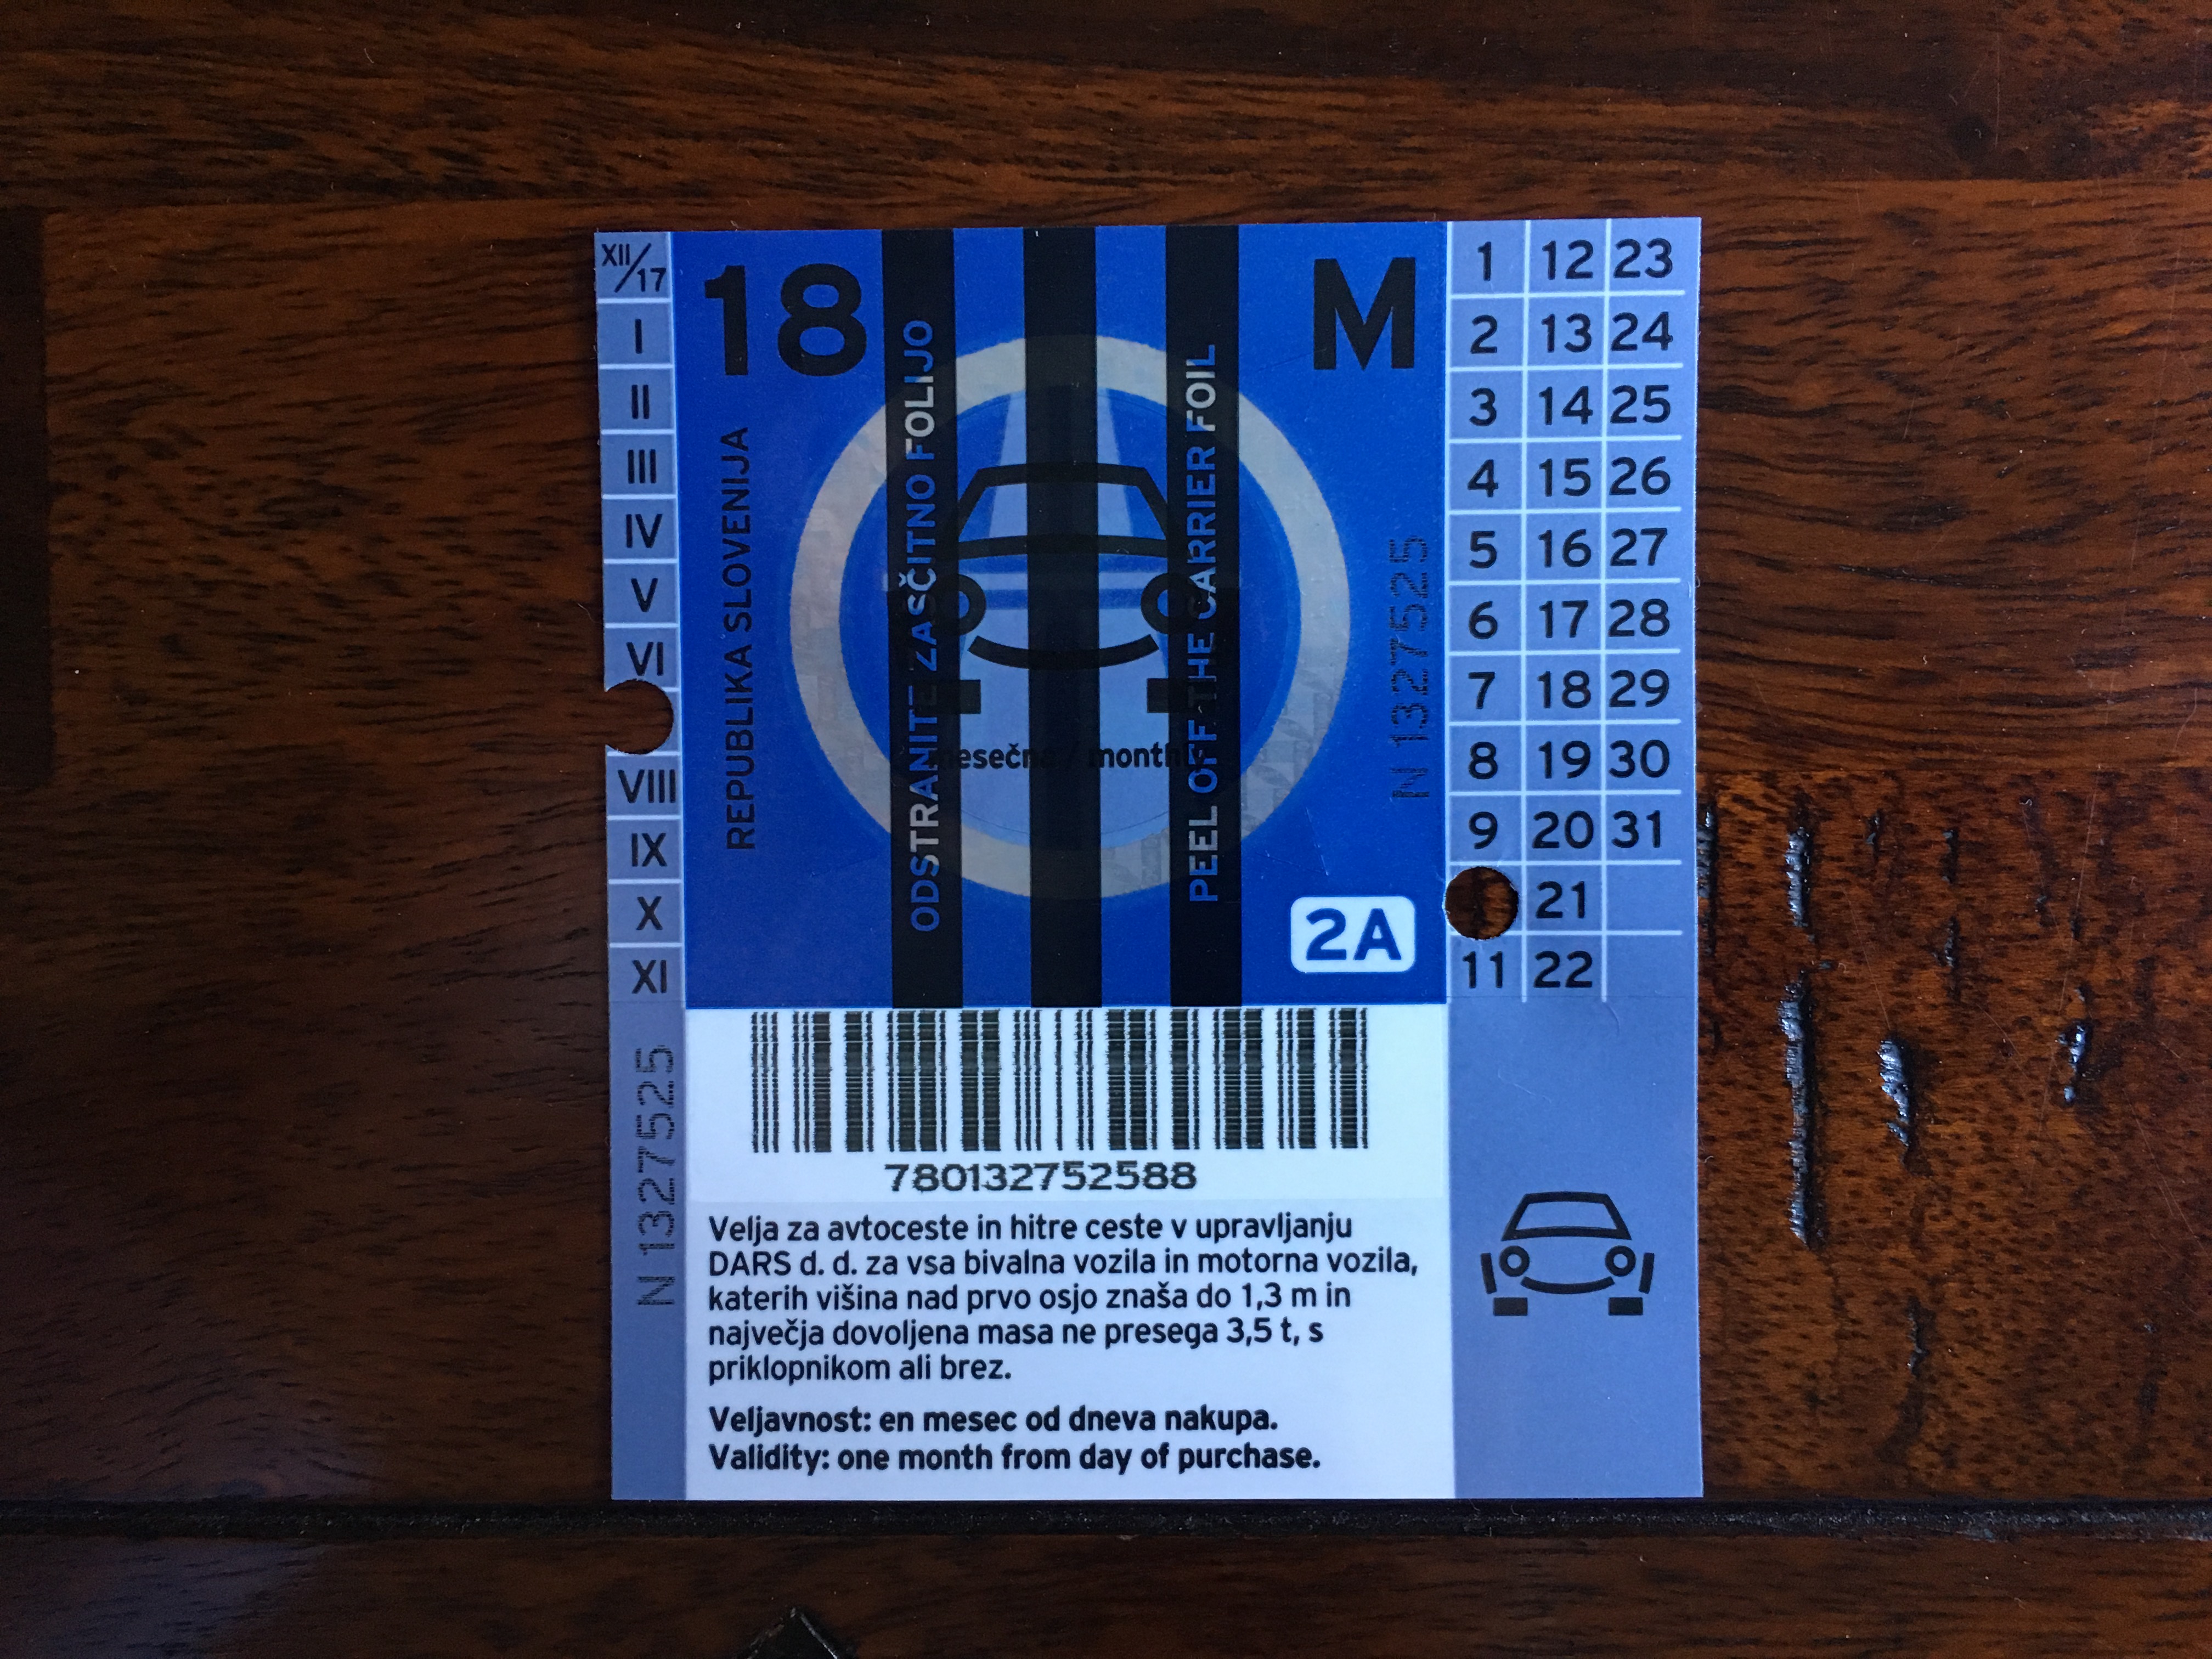 XII/17
I
II
III
IV
V
VI
VIII
IX
X
XI
N 1327525
18
M
REPUBLIKA SLOVENIJA
ODSTRANITE ZAŠČITNO FOLIJO
PEEL OFF THE CARRIER FOIL
N 1327525
2A
1 12 23
2 13 24
3 14 25
4 15 26
5 16 27
6 17 28
7 18 29
8 19 30
9 20 31
21
11 22
780132752588
Velja za avtoceste in hitre ceste v upravljanju
DARS d. d. za vsa bivalna vozila in motorna vozila,
katerih višina nad prvo osjo znaša do 1,3 m in
največja dovoljena masa ne presega 3,5 t, s
priklopnikom ali brez.
Veljavnost: en mesec od dneva nakupa.
Validity: one month from day of purchase.